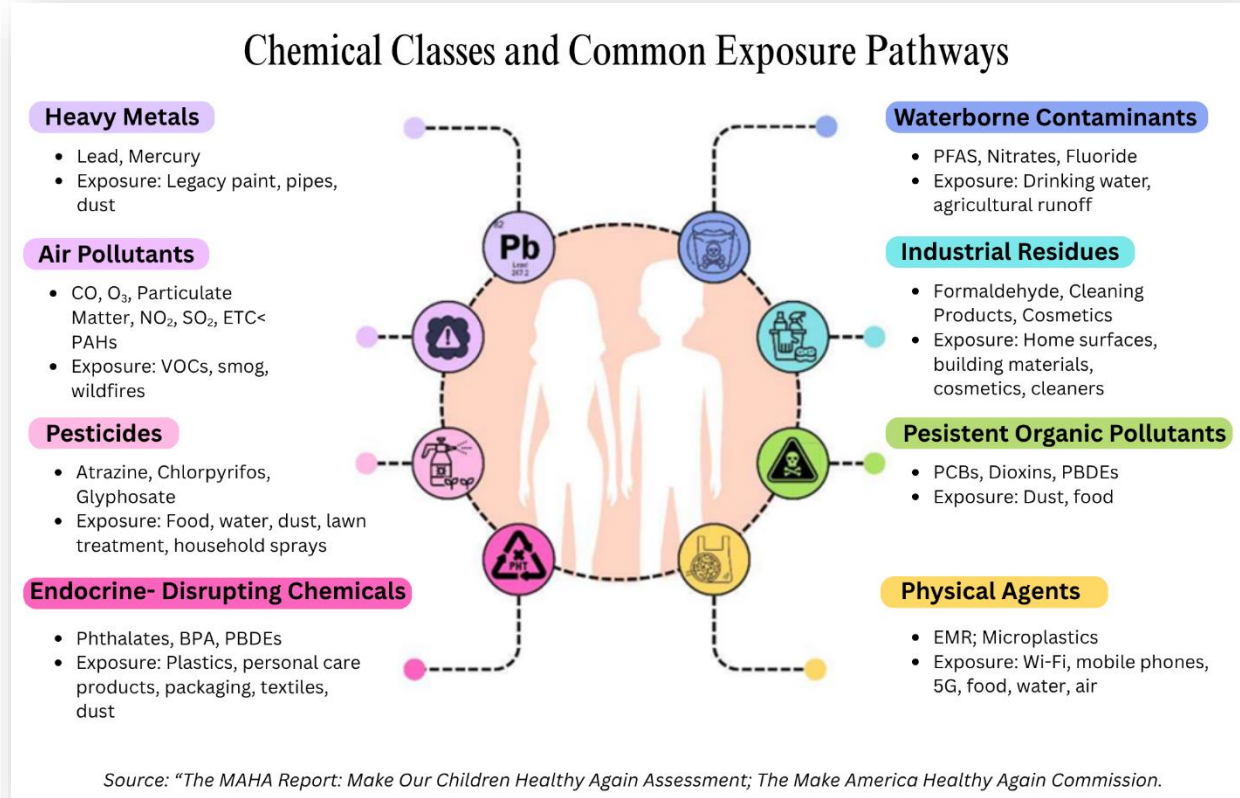 Chemical Classes and Common Exposure Pathways
Heavy Metals
• Lead, Mercury
• Exposure: Legacy paint, pipes,
dust
Air Pollutants
• CO, O₃, Particulate
Matter, NO₂, SO₂, ETC<
PAHs
• Exposure: VOCs, smog,
wildfires
Pesticides
• Atrazine, Chlorpyrifos,
Glyphosate
• Exposure: Food, water, dust, lawn
treatment, household sprays
Endocrine- Disrupting Chemicals
• Phthalates, BPA, PBDEs
• Exposure: Plastics, personal care
products, packaging, textiles,
dust
82
Pb
Lead
207.2
PHT
Waterborne Contaminants
• PFAS, Nitrates, Fluoride
• Exposure: Drinking water,
agricultural runoff
Industrial Residues
• Formaldehyde, Cleaning
Products, Cosmetics
• Exposure: Home surfaces,
building materials,
cosmetics, cleaners
Pesistent Organic Pollutants
• PCBs, Dioxins, PBDEs
• Exposure: Dust, food
Physical Agents
• EMR; Microplastics
• Exposure: Wi-Fi, mobile phones,
5G, food, water, air
Source: “The MAHA Report: Make Our Children Healthy Again Assessment; The Make America Healthy Again Commission.